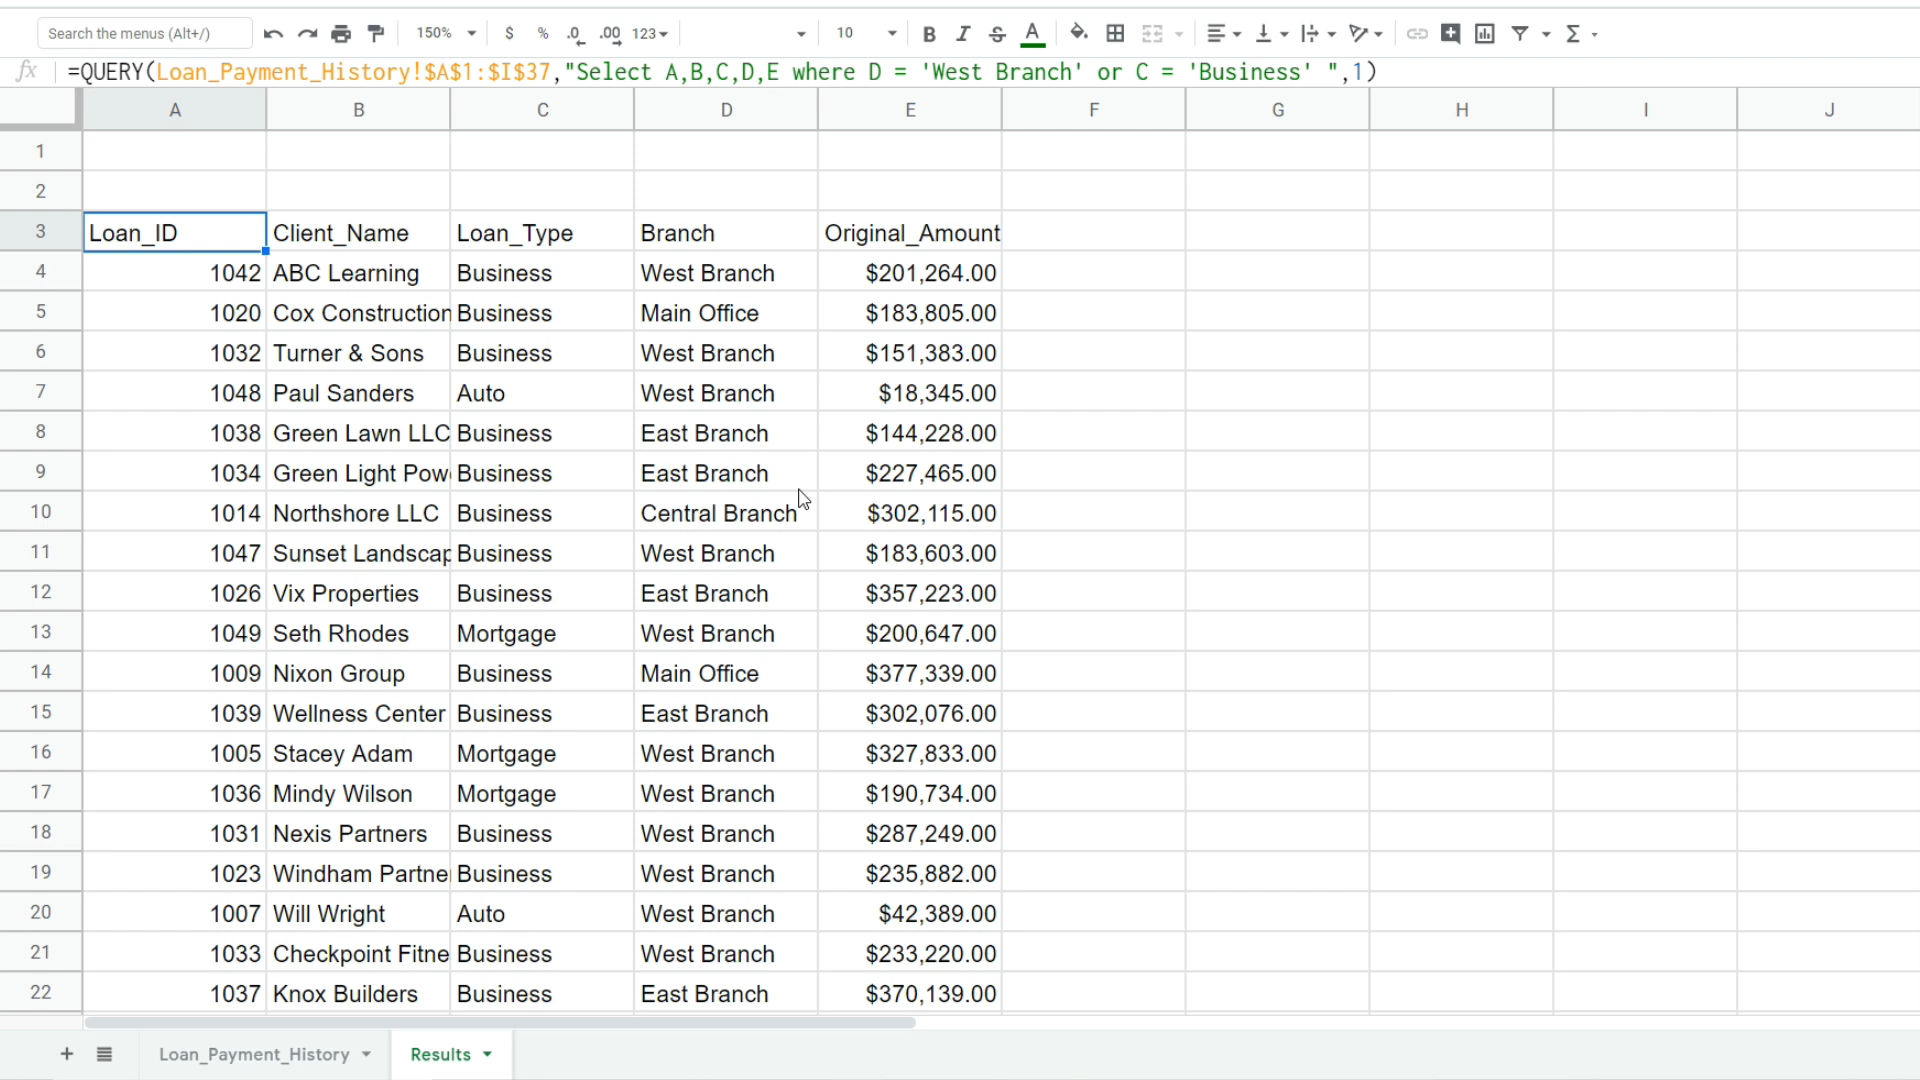 Search the menus (Alt+/) 150% $ % .0 .00 123 10 B I S A Σ
fx =QUERY(Loan_Payment_History!$A$1:$I$37,"Select A,B,C,D,E where D = 'West Branch' or C = 'Business' ",1)
A B C D E F G H I J
1
2
3 Loan_ID Client_Name Loan_Type Branch Original_Amount
4 1042 ABC Learning Business West Branch $201,264.00
5 1020 Cox Construction Business Main Office $183,805.00
6 1032 Turner & Sons Business West Branch $151,383.00
7 1048 Paul Sanders Auto West Branch $18,345.00
8 1038 Green Lawn LLC Business East Branch $144,228.00
9 1034 Green Light Pow Business East Branch $227,465.00
10 1014 Northshore LLC Business Central Branch $302,115.00
11 1047 Sunset Landscap Business West Branch $183,603.00
12 1026 Vix Properties Business East Branch $357,223.00
13 1049 Seth Rhodes Mortgage West Branch $200,647.00
14 1009 Nixon Group Business Main Office $377,339.00
15 1039 Wellness Center Business East Branch $302,076.00
16 1005 Stacey Adam Mortgage West Branch $327,833.00
17 1036 Mindy Wilson Mortgage West Branch $190,734.00
18 1031 Nexis Partners Business West Branch $287,249.00
19 1023 Windham Partne Business West Branch $235,882.00
20 1007 Will Wright Auto West Branch $42,389.00
21 1033 Checkpoint Fitne Business West Branch $233,220.00
22 1037 Knox Builders Business East Branch $370,139.00
+ Loan_Payment_History Results